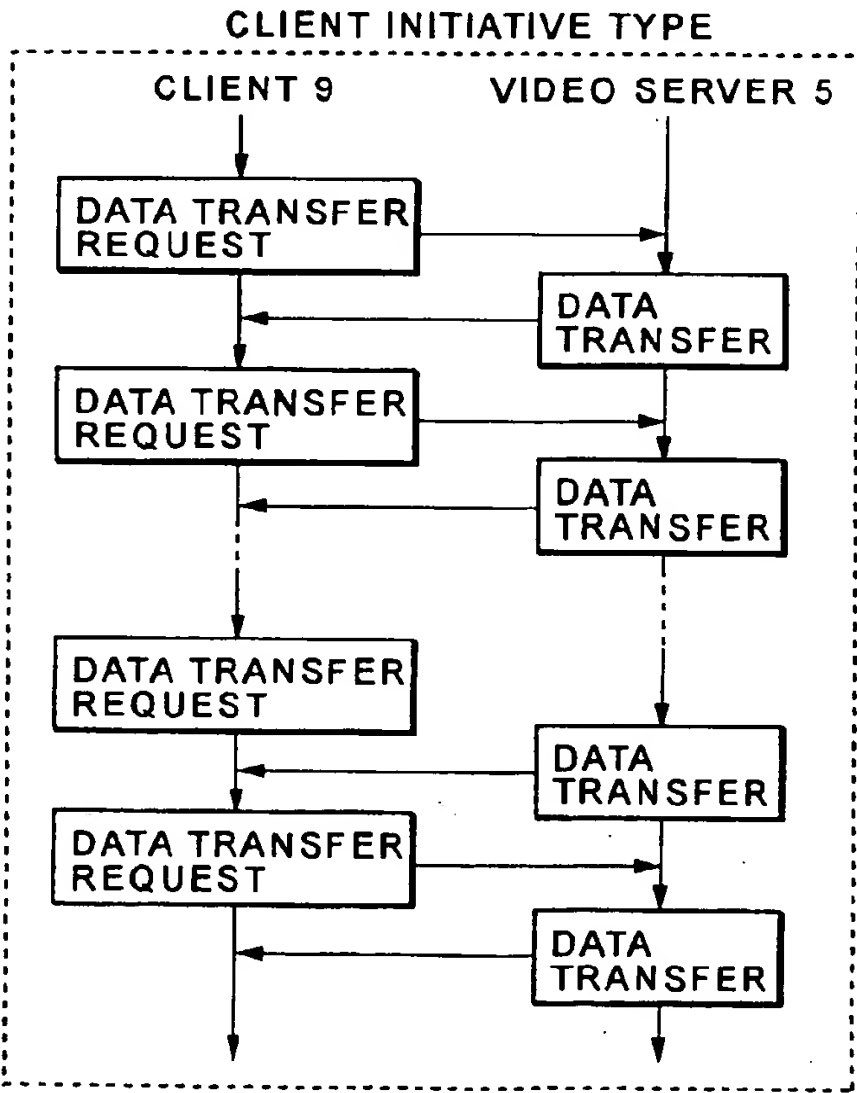 CLIENT INITIATIVE TYPE
CLIENT 9
VIDEO SERVER 5
DATA TRANSFER
REQUEST
DATA
TRANSFER
DATA TRANSFER
REQUEST
DATA
TRANSFER
DATA TRANSFER
REQUEST
DATA
TRANSFER
DATA TRANSFER
REQUEST
DATA
TRANSFER